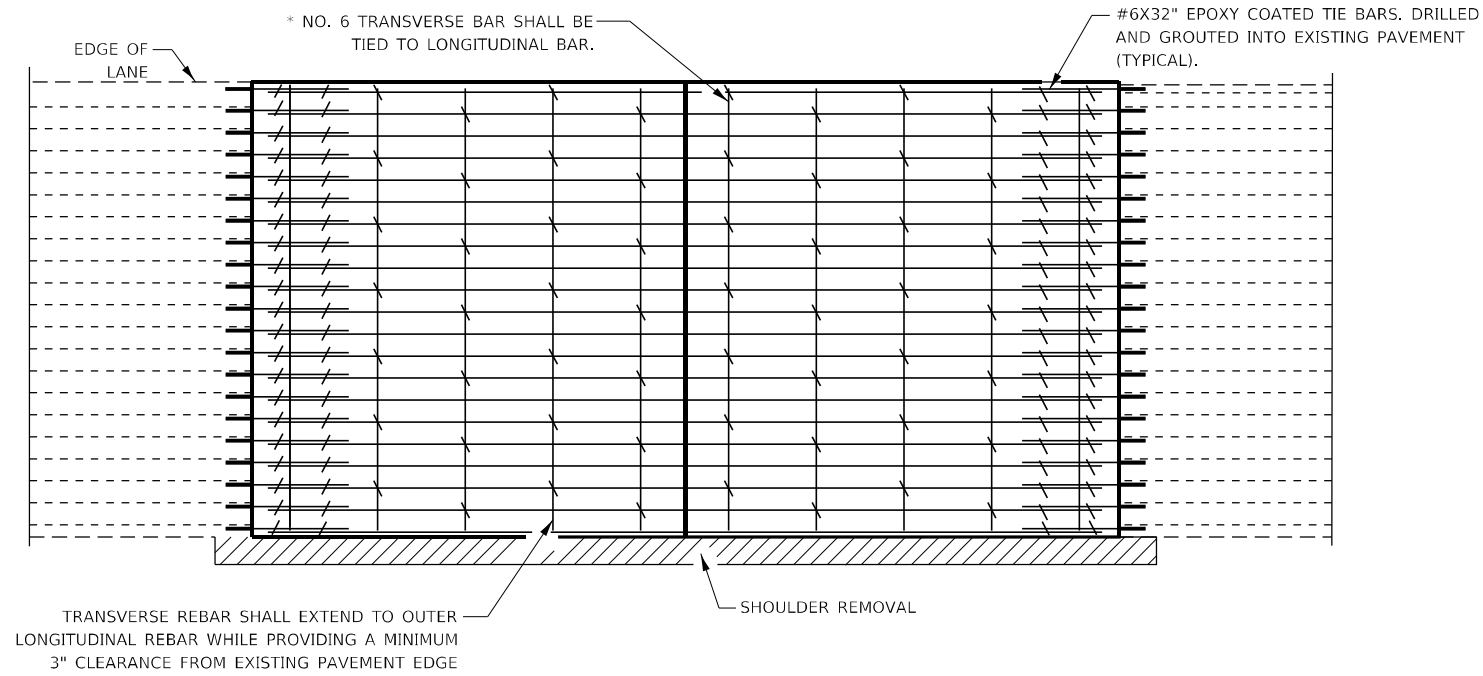 * NO. 6 TRANSVERSE BAR SHALL BE
TIED TO LONGITUDINAL BAR.
#6X32" EPOXY COATED TIE BARS. DRILLED
AND GROUTED INTO EXISTING PAVEMENT
(TYPICAL).
EDGE OF
LANE
TRANSVERSE REBAR SHALL EXTEND TO OUTER
LONGITUDINAL REBAR WHILE PROVIDING A MINIMUM
3" CLEARANCE FROM EXISTING PAVEMENT EDGE
SHOULDER REMOVAL